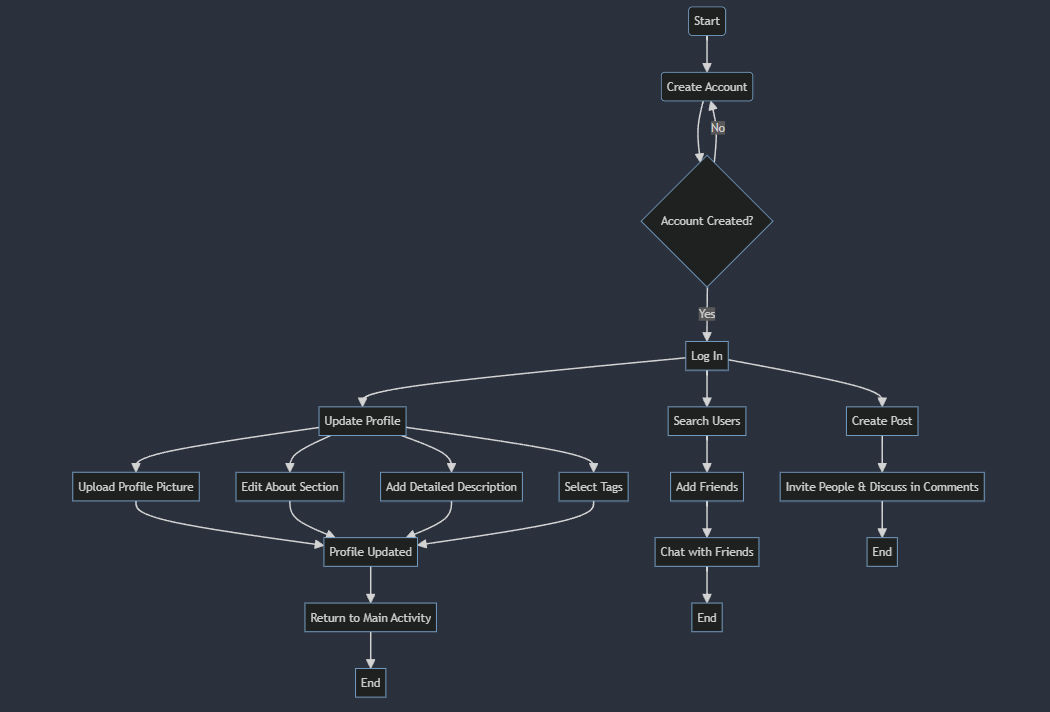 Start
Create Account
No
Account Created?
Yes
Log In
Update Profile
Search Users
Create Post
Upload Profile Picture
Edit About Section
Add Detailed Description
Select Tags
Add Friends
Invite People & Discuss in Comments
Profile Updated
Chat with Friends
End
Return to Main Activity
End
End